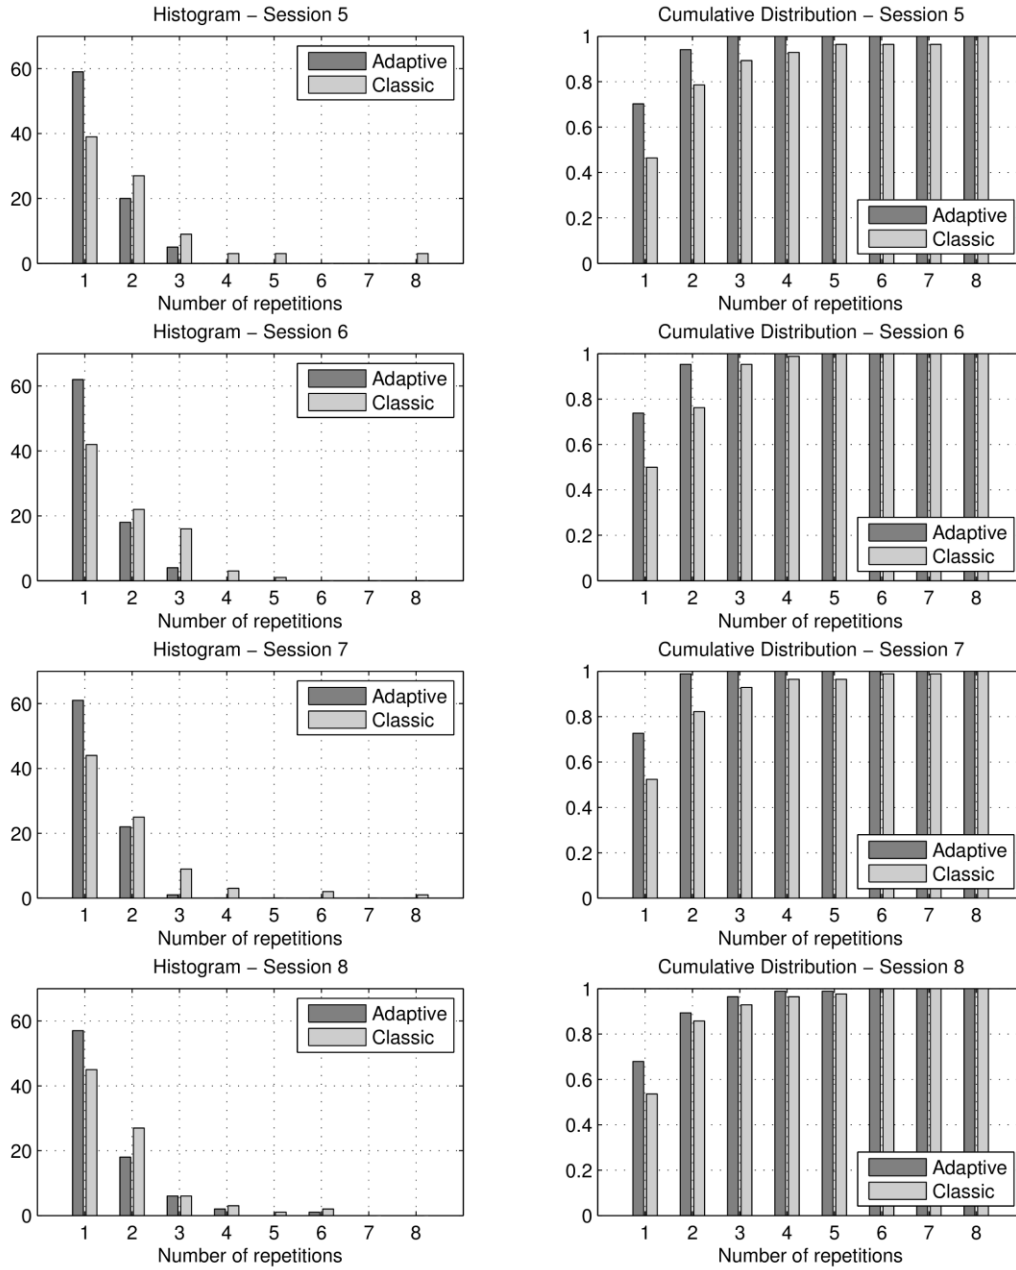 Histogram – Session 5
60
40
20
0
1 2 3 4 5 6 7 8
Number of repetitions
Adaptive
Classic
Cumulative Distribution – Session 5
1
0.8
0.6
0.4
0.2
0
1 2 3 4 5 6 7 8
Number of repetitions
Adaptive
Classic
Histogram – Session 6
60
40
20
0
1 2 3 4 5 6 7 8
Number of repetitions
Adaptive
Classic
Cumulative Distribution – Session 6
1
0.8
0.6
0.4
0.2
0
1 2 3 4 5 6 7 8
Number of repetitions
Adaptive
Classic
Histogram – Session 7
60
40
20
0
1 2 3 4 5 6 7 8
Number of repetitions
Adaptive
Classic
Cumulative Distribution – Session 7
1
0.8
0.6
0.4
0.2
0
1 2 3 4 5 6 7 8
Number of repetitions
Adaptive
Classic
Histogram – Session 8
60
40
20
0
1 2 3 4 5 6 7 8
Number of repetitions
Adaptive
Classic
Cumulative Distribution – Session 8
1
0.8
0.6
0.4
0.2
0
1 2 3 4 5 6 7 8
Number of repetitions
Adaptive
Classic